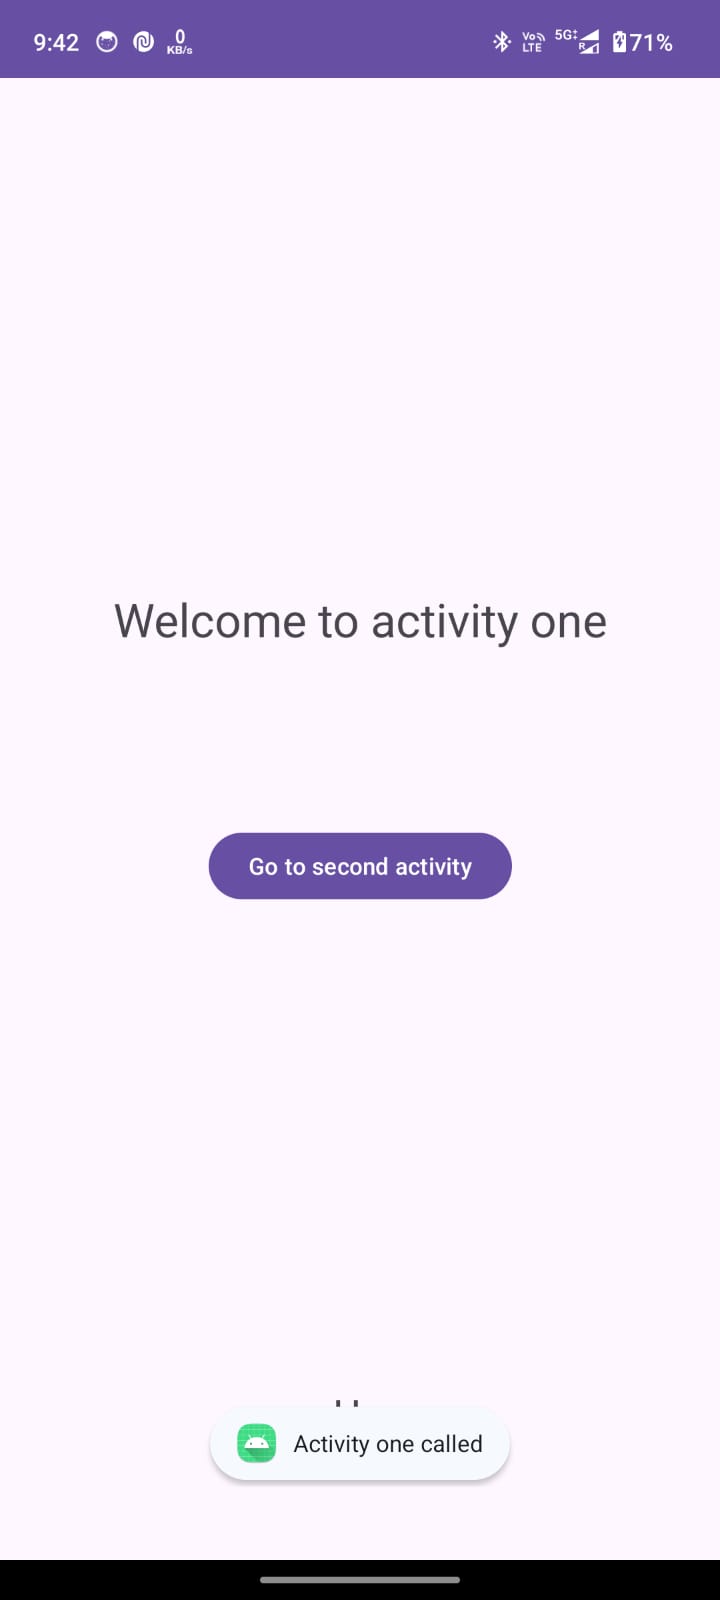 9:42
0
KB/s
Vo
LTE
5G
R
71%
Welcome to activity one
Go to second activity
Activity one called